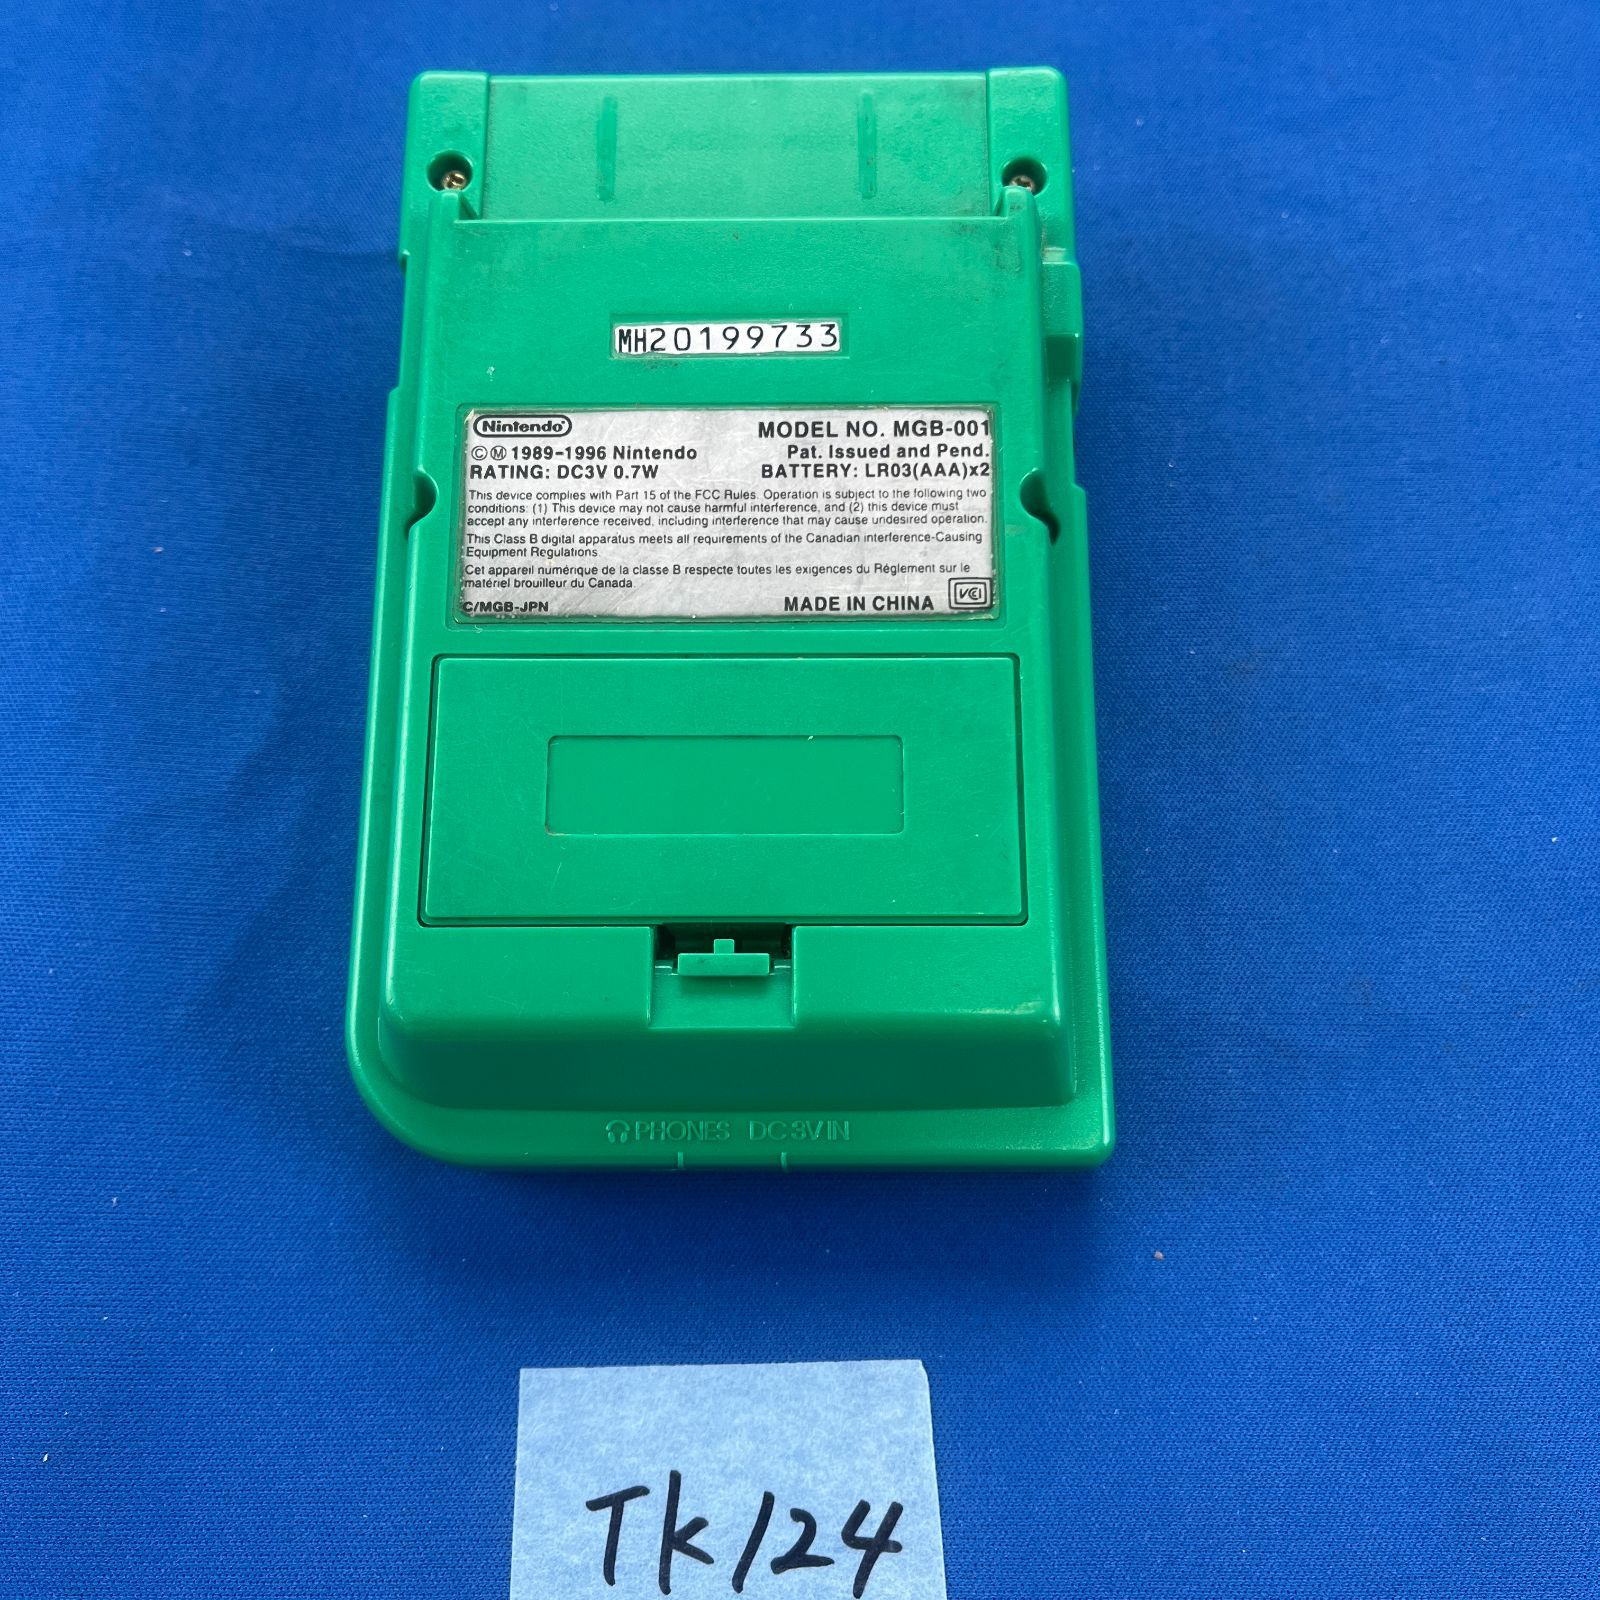 MH20199733
Nintendo
MODEL NO. MGB-001
©Ⓜ 1989-1996 Nintendo Pat. Issued and Pend.
RATING: DC3V 0.7W BATTERY: LR03(AAA)x2
This device complies with Part 15 of the FCC Rules. Operation is subject to the following two
conditions: (1) This device may not cause harmful interference, and (2) this device must
accept any interference received, including interference that may cause undesired operation.
This Class B digital apparatus meets all requirements of the Canadian interference-Causing
Equipment Regulations.
Cet appareil numérique de la classe B respecte toutes les exigences du Réglement sur le
matériel brouilleur du Canada.
C/MGB-JPN MADE IN CHINA VCI
PHONES DC3V IN
TK124